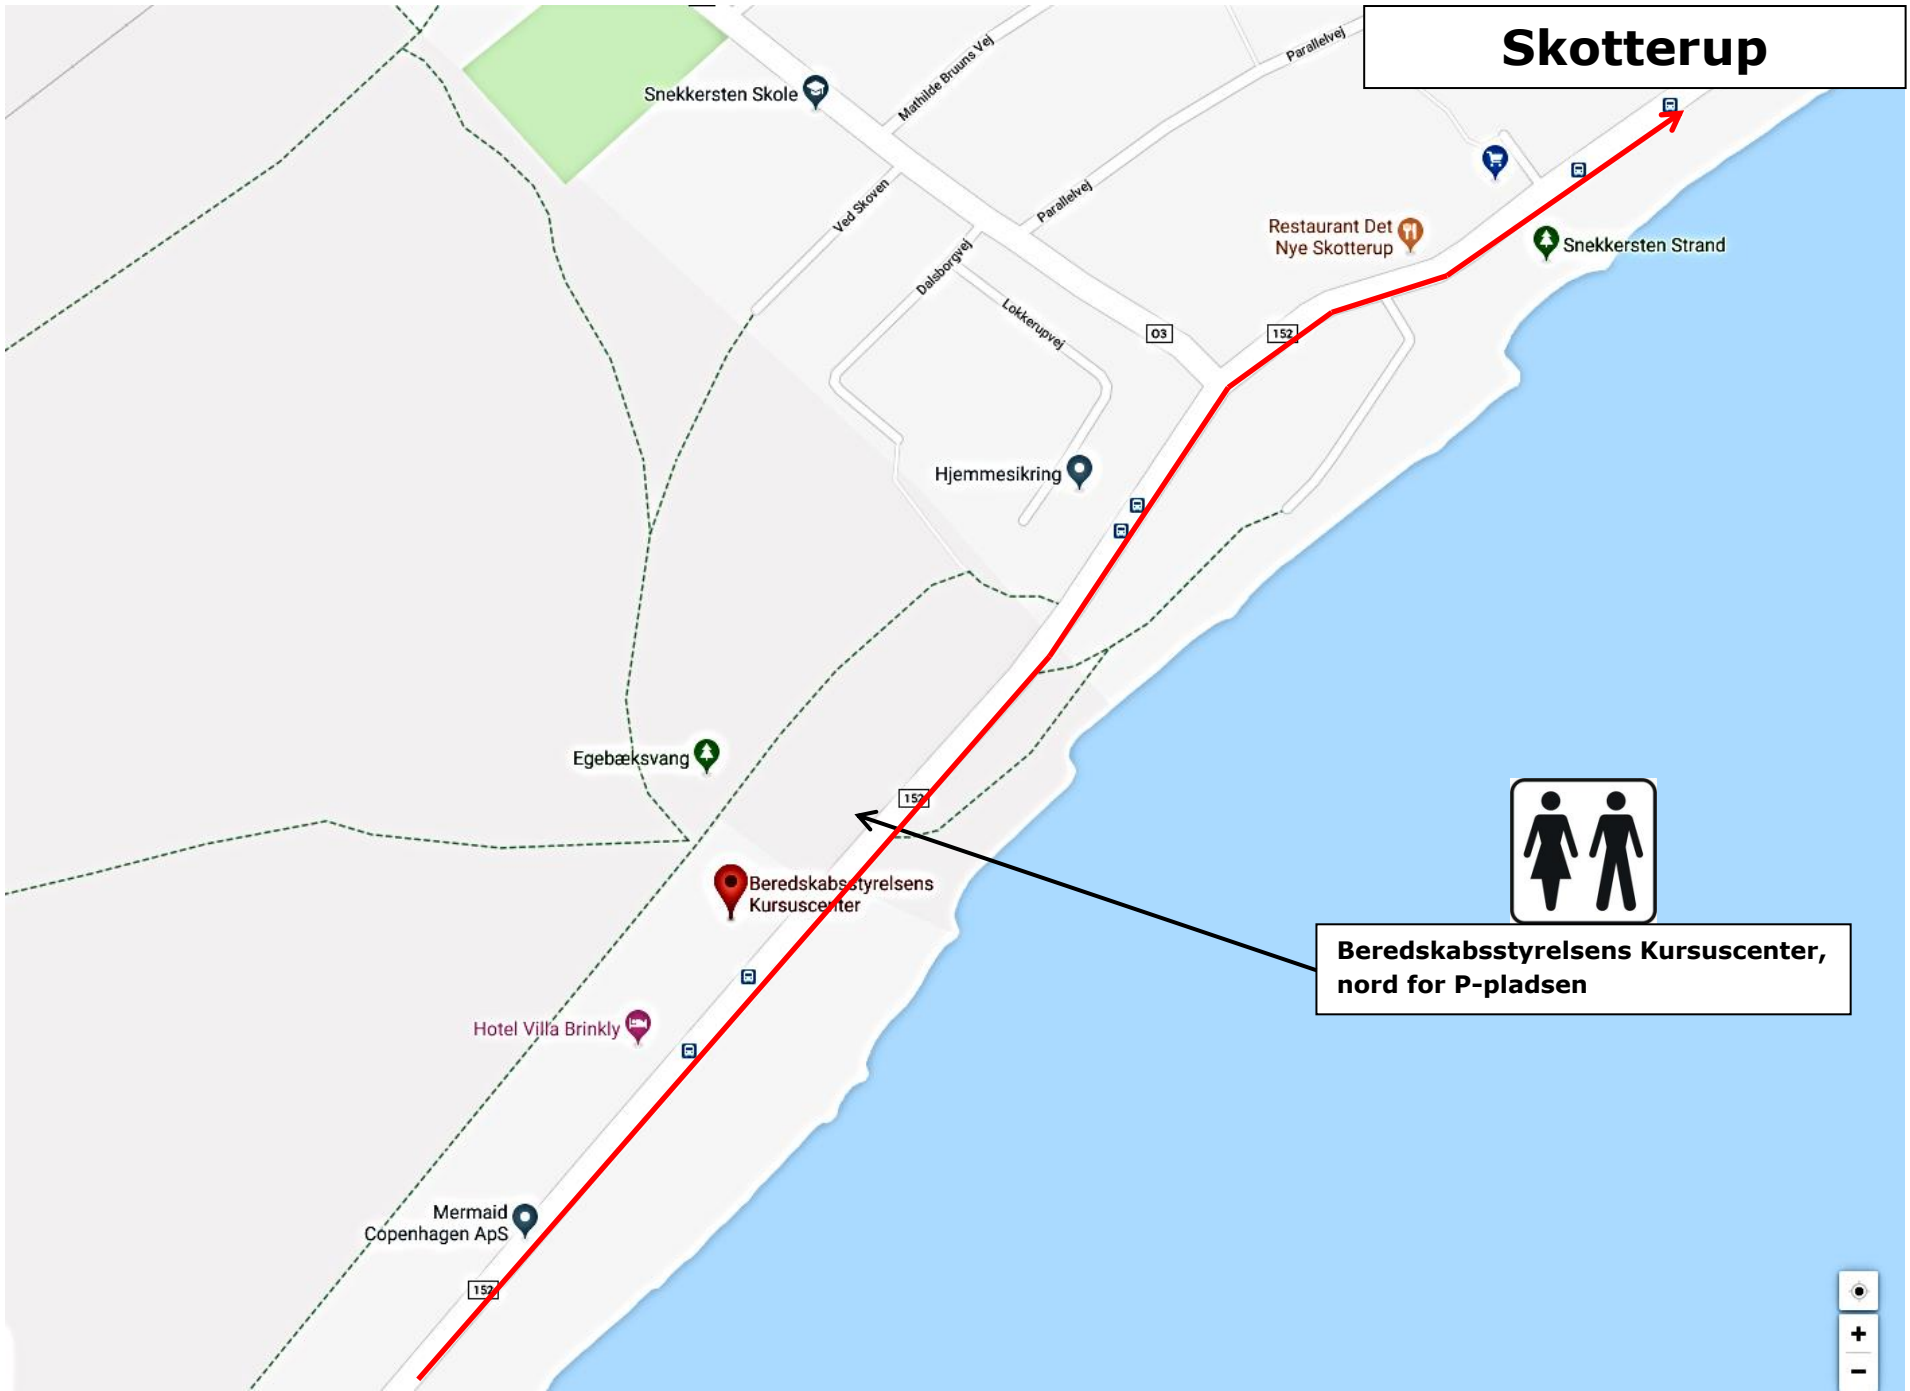 Skotterup
Parallelvej
Mathilde Bruuns Vej
Snekkersten Skole
Ved Skoven
Parallelvej
Dalsborgvej
Restaurant Det
Nye Skotterup
Snekkersten Strand
Lokkerupvej
03
152
Hjemmesikring
Egebæksvang
152
Beredskabsstyrelsens
Kursuscenter
Beredskabsstyrelsens Kursuscenter,
nord for P-pladsen
Hotel Villa Brinkly
Mermaid
Copenhagen ApS
152
+
−